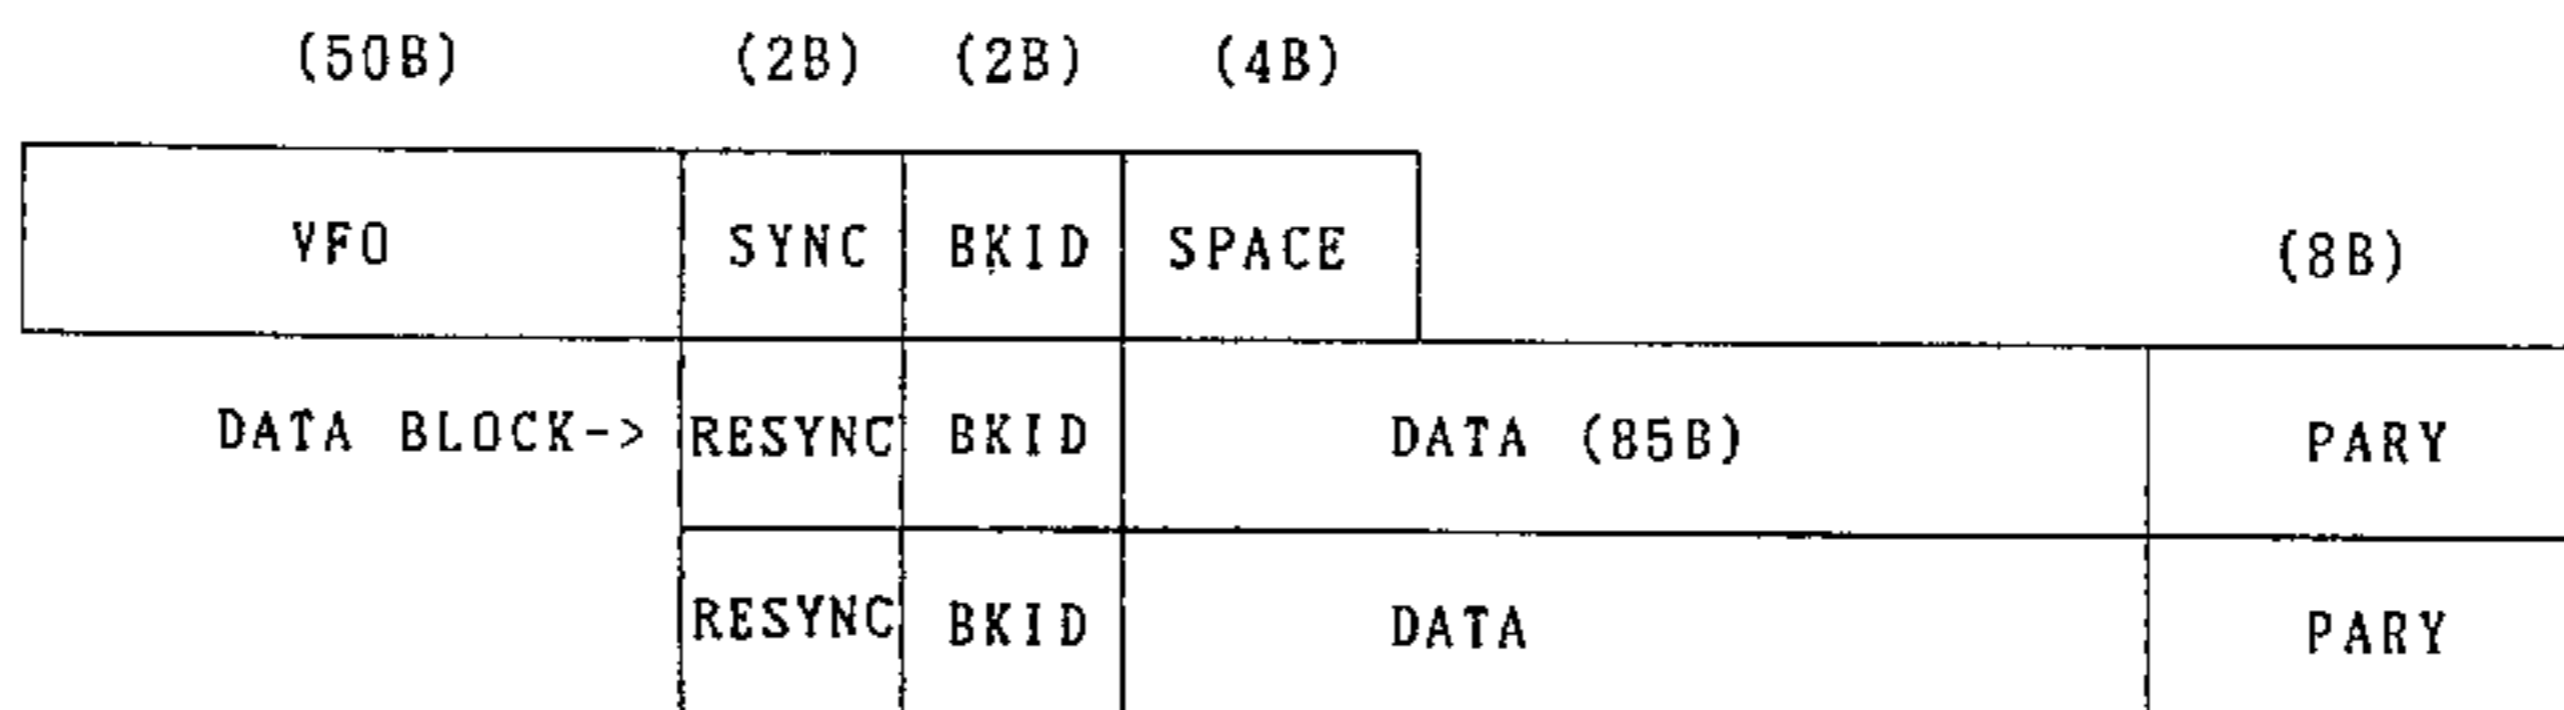 (50B) (2B) (2B) (4B)
VFO SYNC BKID SPACE (8B)
DATA BLOCK-> RESYNC BKID DATA (85B) PARY
RESYNC BKID DATA PARY